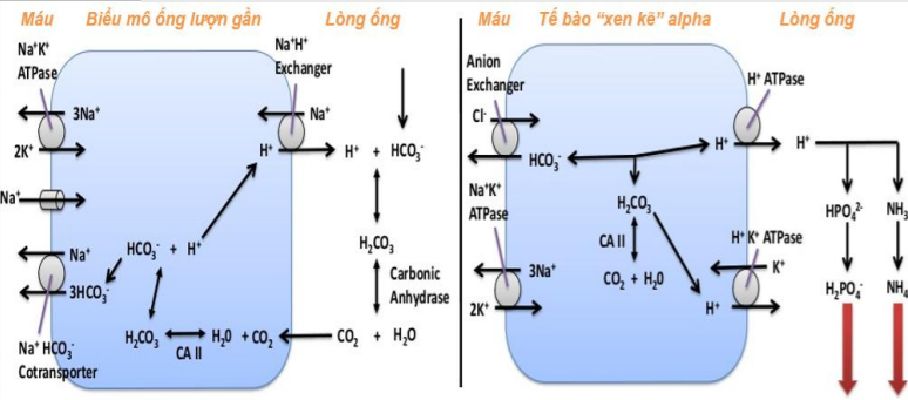 Máu Biểu mô ống lượn gần Lòng ống
Na⁺K⁺
ATPase
3Na⁺
2K⁺
Na⁺
Na⁺
3HCO₃⁻
Na⁺ HCO₃⁻
Cotransporter
HCO₃⁻ + H⁺
H₂CO₃ H₂O + CO₂
CA II
Na⁺H⁺
Exchanger
Na⁺
H⁺ H⁺ + HCO₃⁻
H₂CO₃
Carbonic
Anhydrase
CO₂ + H₂O
Máu Tế bào "xen kẽ" alpha Lòng ống
Anion
Exchanger
Cl⁻
HCO₃⁻
Na⁺K⁺
ATPase
3Na⁺
2K⁺
H₂CO₃
CA II
CO₂ + H₂O
H⁺ ATPase
H⁺ H⁺
H⁺ K⁺ ATPase
K⁺
H⁺
HPO₄²⁻ NH₃
H₂PO₄⁻ NH₄